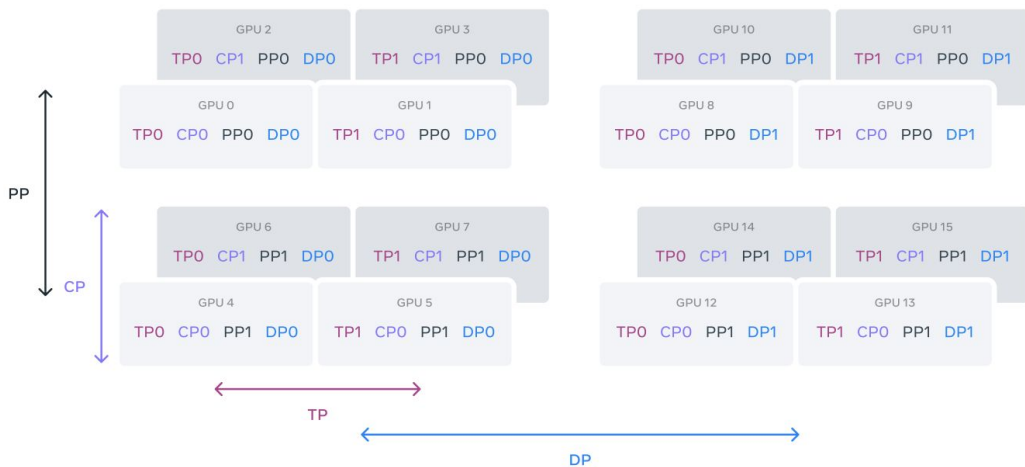 GPU 2 GPU 3 GPU 10 GPU 11
TP0 CP1 PP0 DP0 TP1 CP1 PP0 DP0 TP0 CP1 PP0 DP1 TP1 CP1 PP0 DP1
GPU 0 GPU 1 GPU 8 GPU 9
TP0 CP0 PP0 DP0 TP1 CP0 PP0 DP0 TP0 CP0 PP0 DP1 TP1 CP0 PP0 DP1
PP
GPU 6 GPU 7 GPU 14 GPU 15
TP0 CP1 PP1 DP0 TP1 CP1 PP1 DP0 TP0 CP1 PP1 DP1 TP1 CP1 PP1 DP1
CP
GPU 4 GPU 5 GPU 12 GPU 13
TP0 CP0 PP1 DP0 TP1 CP0 PP1 DP0 TP0 CP0 PP1 DP1 TP1 CP0 PP1 DP1
TP
DP